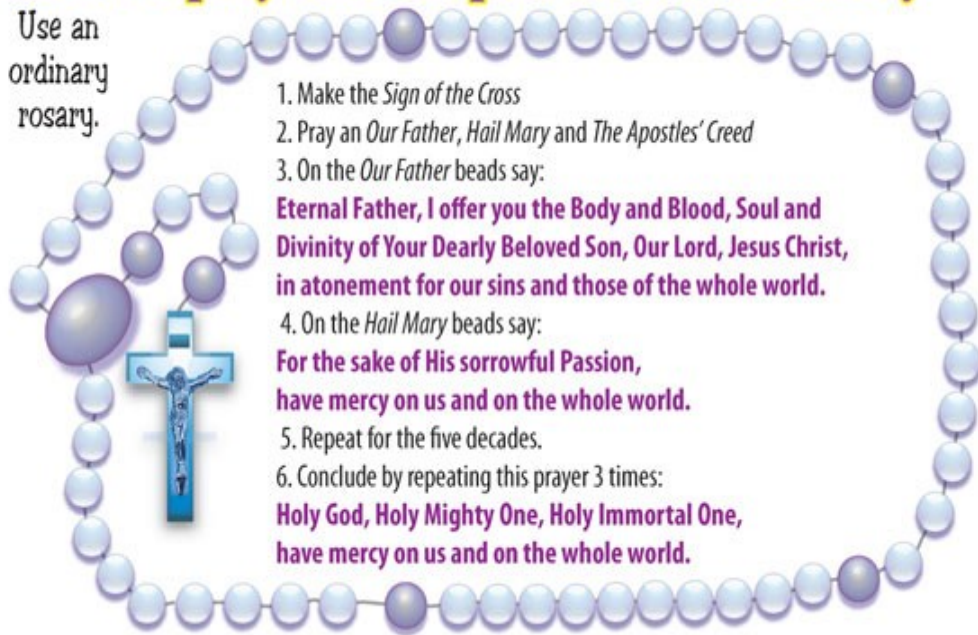 Use an
ordinary
rosary.
1. Make the Sign of the Cross
2. Pray an Our Father, Hail Mary and The Apostles' Creed
3. On the Our Father beads say:
Eternal Father, I offer you the Body and Blood, Soul and
Divinity of Your Dearly Beloved Son, Our Lord, Jesus Christ,
in atonement for our sins and those of the whole world.
4. On the Hail Mary beads say:
For the sake of His sorrowful Passion,
have mercy on us and on the whole world.
5. Repeat for the five decades.
6. Conclude by repeating this prayer 3 times:
Holy God, Holy Mighty One, Holy Immortal One,
have mercy on us and on the whole world.